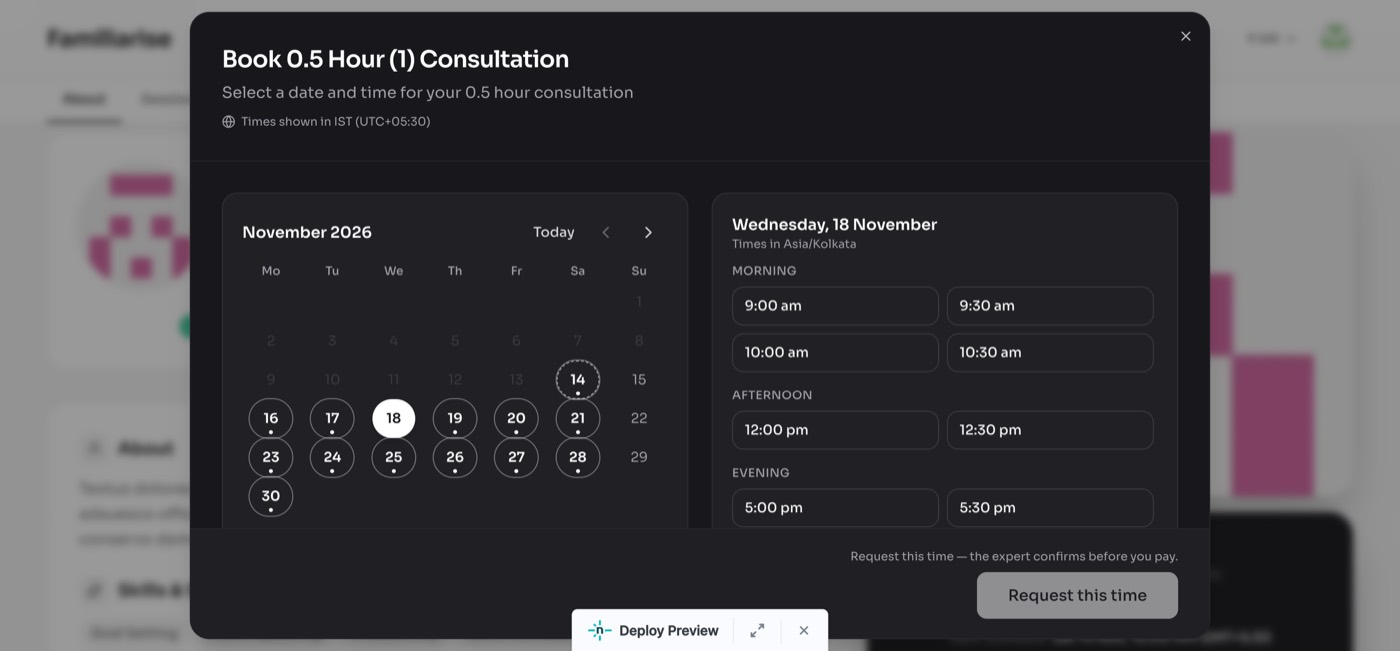 Familiarise
About
Book 0.5 Hour (1) Consultation
Select a date and time for your 0.5 hour consultation
Times shown in IST (UTC+05:30)
November 2026
Today
Mo Tu We Th Fr Sa Su
1
2 3 4 5 6 7 8
9 10 11 12 13 14 15
16 17 18 19 20 21 22
23 24 25 26 27 28 29
30
Wednesday, 18 November
Times in Asia/Kolkata
MORNING
9:00 am 9:30 am
10:00 am 10:30 am
AFTERNOON
12:00 pm 12:30 pm
EVENING
5:00 pm 5:30 pm
Request this time — the expert confirms before you pay.
Request this time
About
Deploy Preview